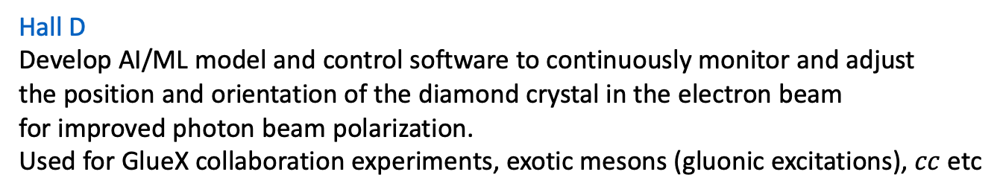 Hall D
Develop AI/ML model and control software to continuously monitor and adjust
the position and orientation of the diamond crystal in the electron beam
for improved photon beam polarization.
Used for GlueX collaboration experiments, exotic mesons (gluonic excitations), cc etc